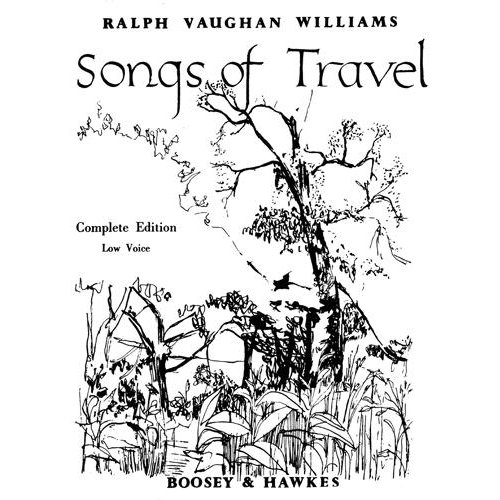 RALPH VAUGHAN WILLIAMS
Songs of Travel
Complete Edition
Low Voice
BOOSEY & HAWKES